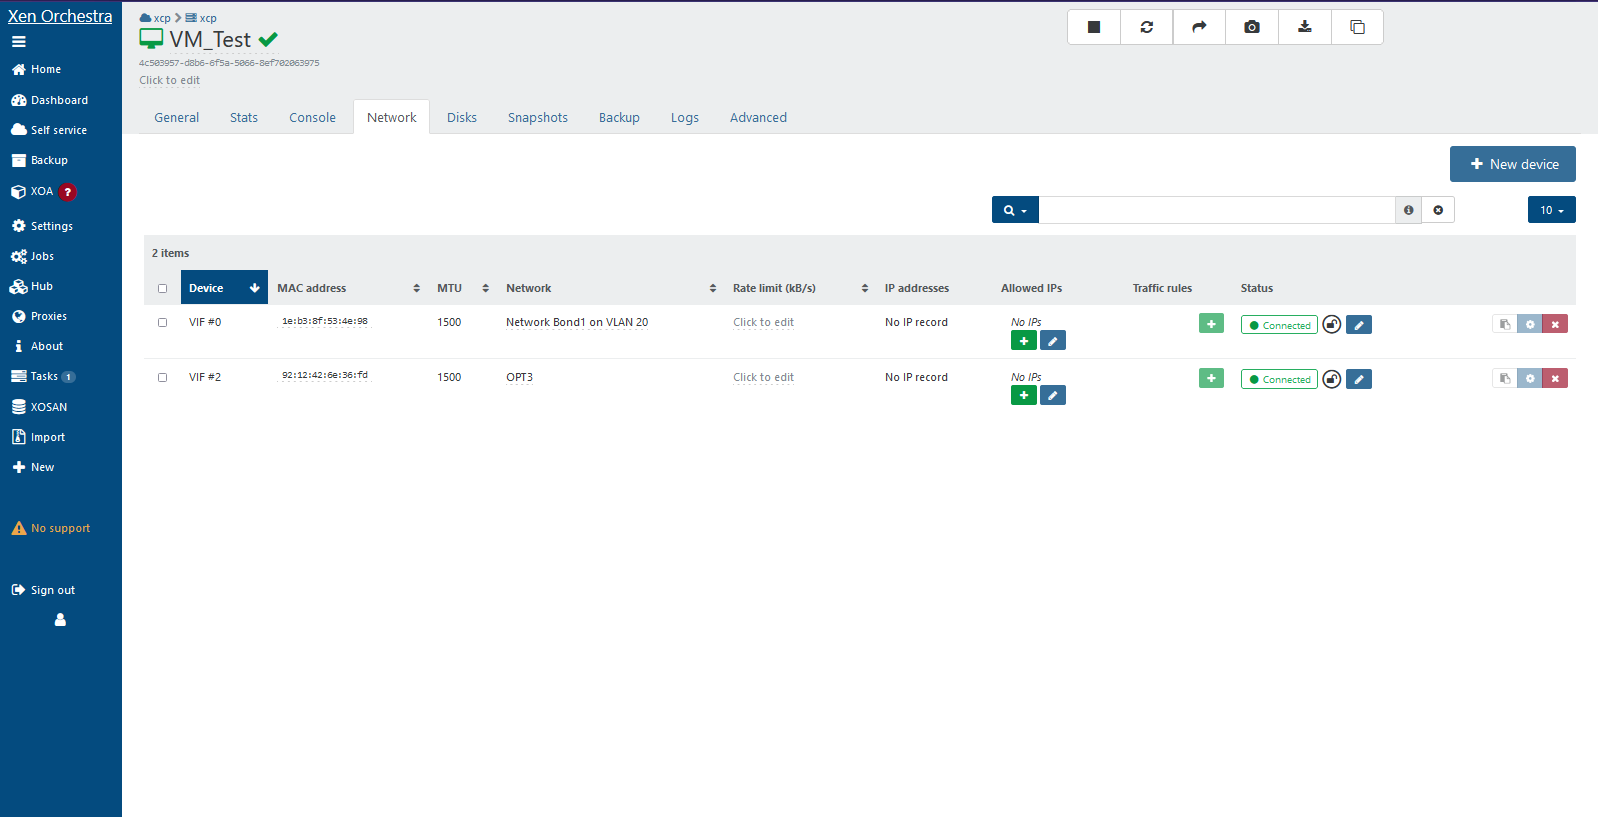 Xen Orchestra
Home
Dashboard
Self service
Backup
XOA ?
Settings
Jobs
Hub
Proxies
About
Tasks 1
XOSAN
Import
New
No support
Sign out
xcp xcp
VM_Test
4c503957-d8b6-6f5a-5066-8ef702063975
Click to edit
General Stats Console Network Disks Snapshots Backup Logs Advanced
New device
10
2 items
Device MAC address MTU Network Rate limit (kB/s) IP addresses Allowed IPs Traffic rules Status
VIF #0 1e:b3:8f:53:4e:98 1500 Network Bond1 on VLAN 20 Click to edit No IP record No IPs Connected
VIF #2 92:12:42:6e:36:fd 1500 OPT3 Click to edit No IP record No IPs Connected